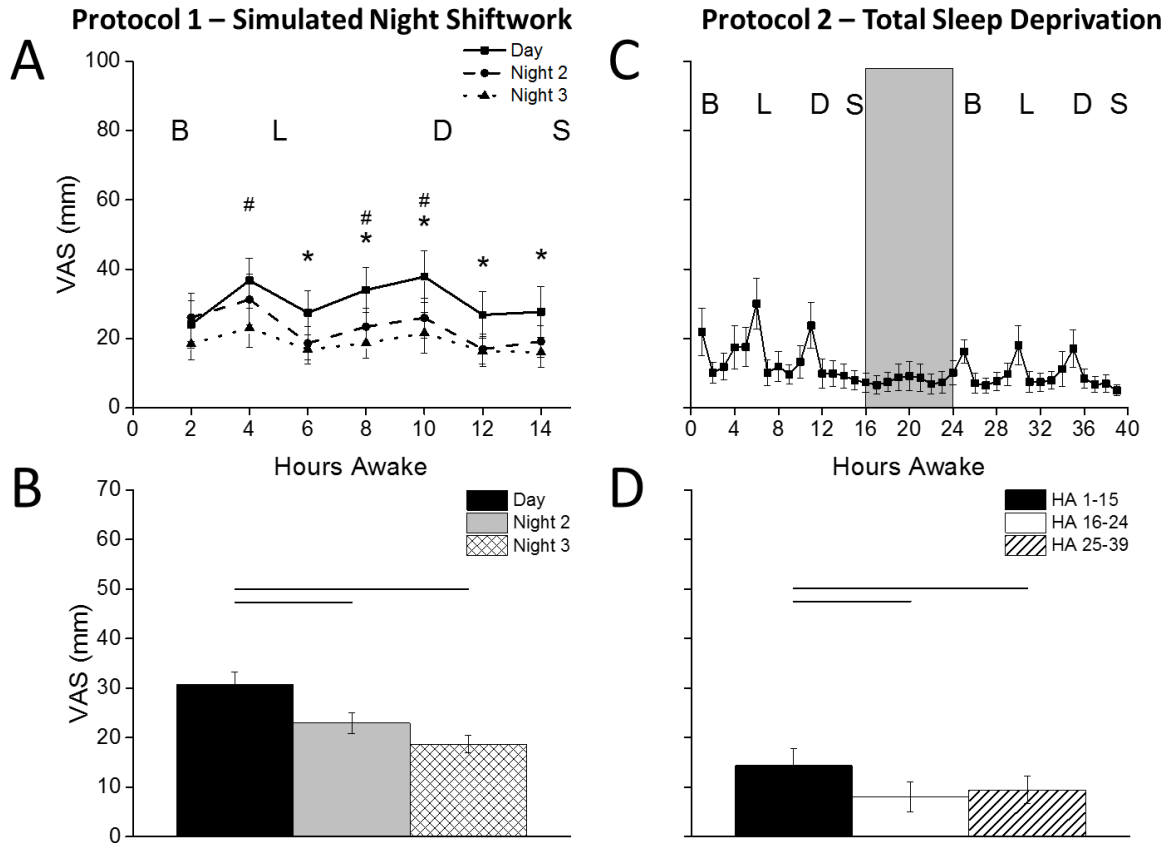 Protocol 1 – Simulated Night Shiftwork
Protocol 2 – Total Sleep Deprivation
A
Day
Night 2
Night 3
100
80
60
40
20
0
VAS (mm)
B L D S
# * # * # * * *
0 2 4 6 8 10 12 14
Hours Awake
C
B L D S B L D S
0 4 8 12 16 20 24 28 32 36 40
Hours Awake
B
Day
Night 2
Night 3
70
60
50
40
30
20
10
0
VAS (mm)
D
HA 1-15
HA 16-24
HA 25-39